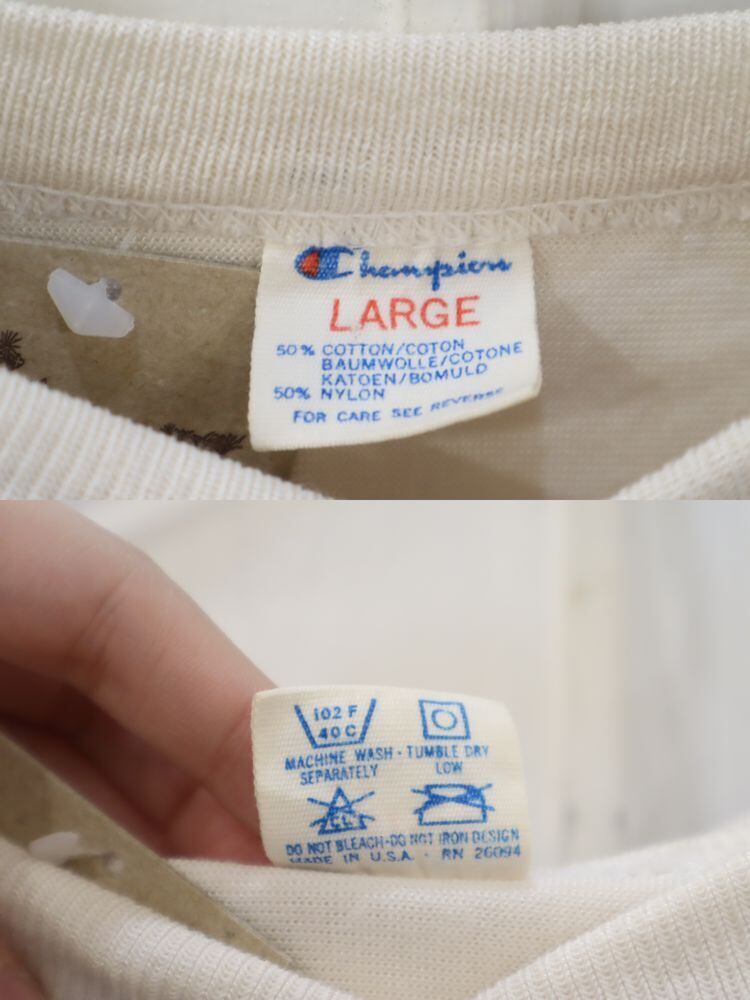 Champion
LARGE
50% COTTON/COTON
BAUMWOLLE/COTONE
KATOEN/BOMULD
50% NYLON
FOR CARE SEE REVERSE
102 F
40 C
MACHINE WASH - TUMBLE DRY
SEPARATELY LOW
CL
DO NOT BLEACH-DO NOT IRON DESIGN
MADE IN U.S.A. · RN 26094